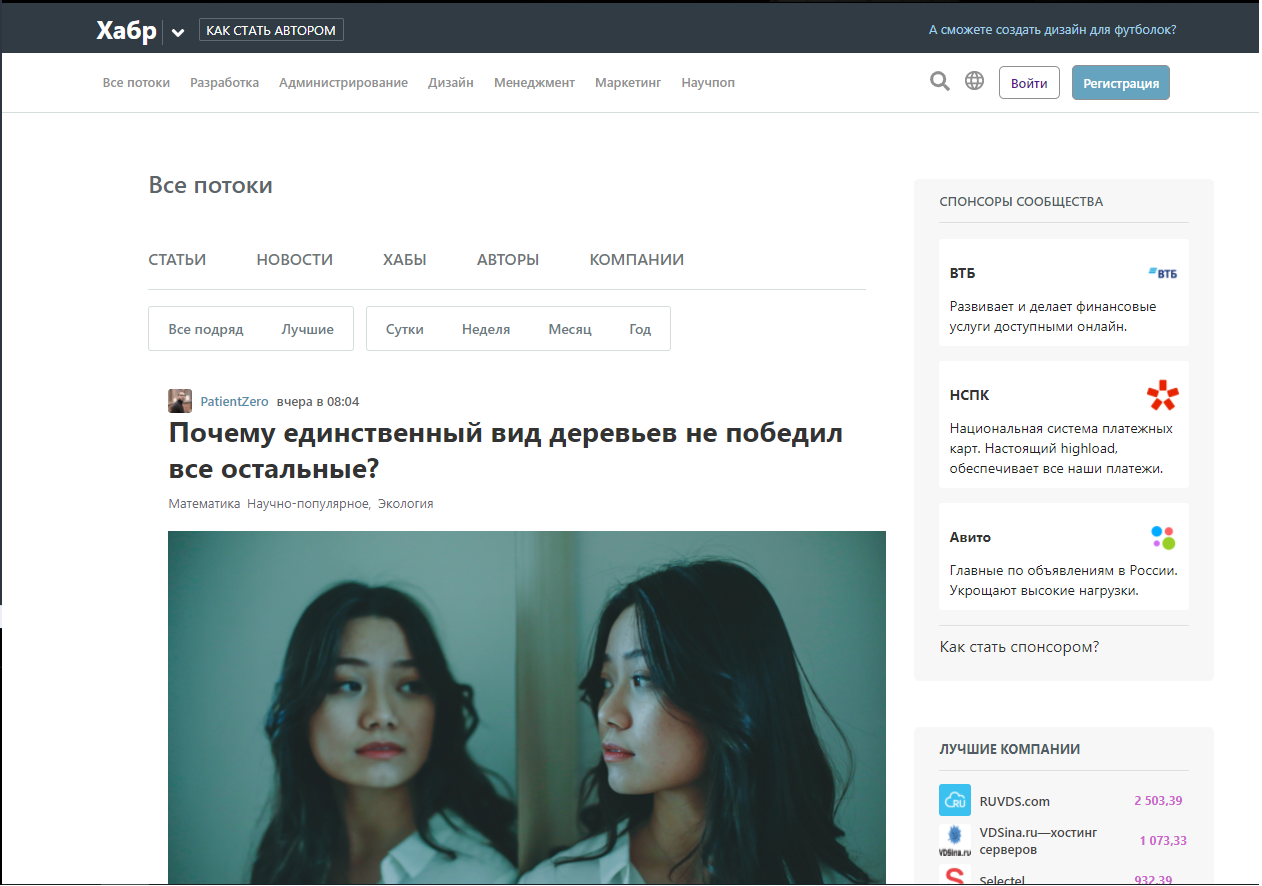 Хабр
КАК СТАТЬ АВТОРОМ
А сможете создать дизайн для футболок?
Все потоки
Разработка
Администрирование
Дизайн
Менеджмент
Маркетинг
Научпоп
Войти
Регистрация
Все потоки
СТАТЬИ
НОВОСТИ
ХАБЫ
АВТОРЫ
КОМПАНИИ
Все подряд
Лучшие
Сутки
Неделя
Месяц
Год
PatientZero вчера в 08:04
Почему единственный вид деревьев не победил
все остальные?
Математика Научно-популярное, Экология
СПОНСОРЫ СООБЩЕСТВА
ВТБ
ВТБ
Развивает и делает финансовые
услуги доступными онлайн.
НСПК
Национальная система платежных
карт. Настоящий highload,
обеспечивает все наши платежи.
Авито
Главные по объявлениям в России.
Укрощают высокие нагрузки.
Как стать спонсором?
ЛУЧШИЕ КОМПАНИИ
RU
RUVDS.com
2 503,39
VDSina.ru
VDSina.ru—хостинг
серверов
1 073,33
S
Selectel
932,39